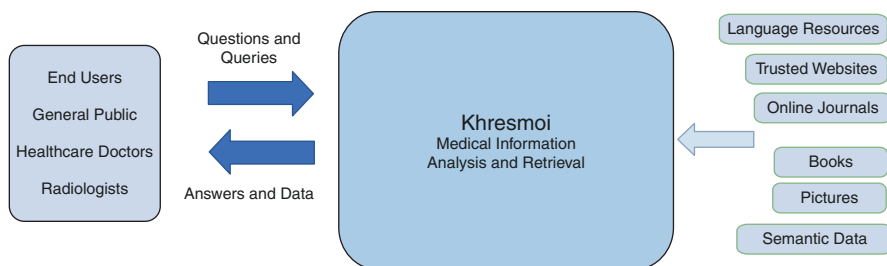 End Users
General Public
Healthcare Doctors
Radiologists
Questions and
Queries
Answers and Data
Khresmoi
Medical Information
Analysis and Retrieval
Language Resources
Trusted Websites
Online Journals
Books
Pictures
Semantic Data